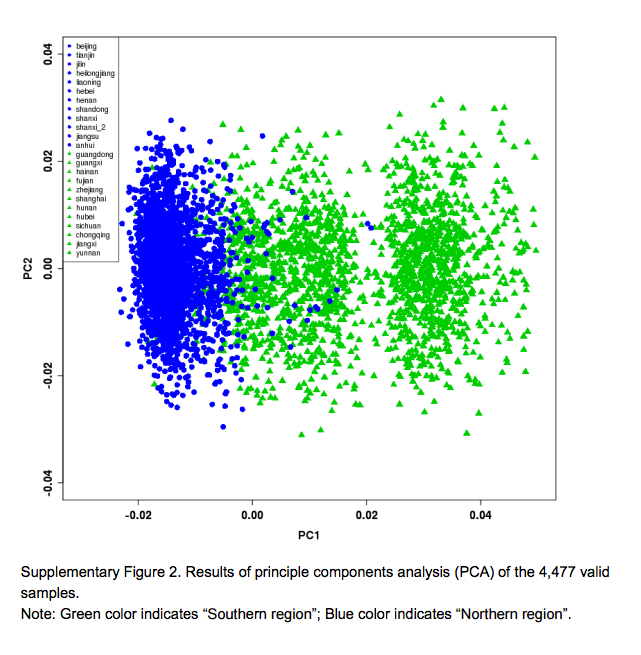 beijing
tianjin
jilin
heilongjiang
liaoning
hebei
henan
shandong
shanxi
shanxi_2
jiangsu
anhui
guangdong
guangxi
hainan
fujian
zhejiang
shanghai
hunan
hubei
sichuan
chongqing
jiangxi
yunnan
0.04
0.02
0.00
-0.02
-0.04
PC2
-0.02 0.00 0.02 0.04
PC1
Supplementary Figure 2. Results of principle components analysis (PCA) of the 4,477 valid
samples.
Note: Green color indicates “Southern region”; Blue color indicates “Northern region”.